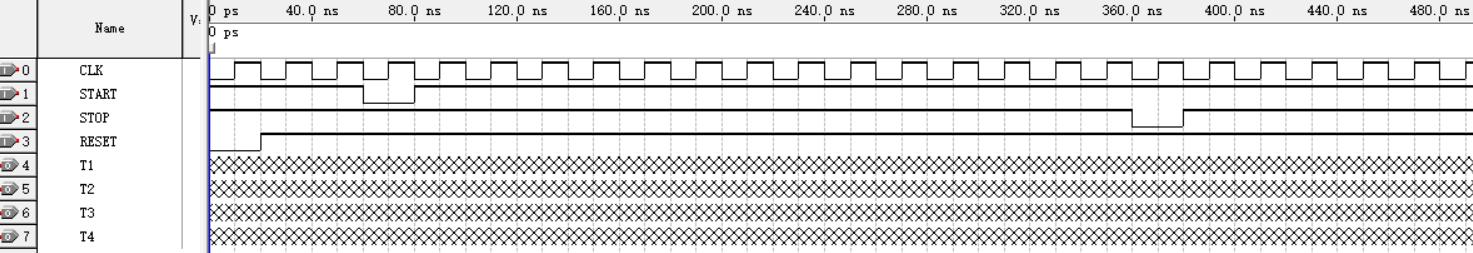 Name
V:
0 ps 40.0 ns 80.0 ns 120.0 ns 160.0 ns 200.0 ns 240.0 ns 280.0 ns 320.0 ns 360.0 ns 400.0 ns 440.0 ns 480.0 ns
0 ps
0 CLK
1 START
2 STOP
3 RESET
4 T1
5 T2
6 T3
7 T4